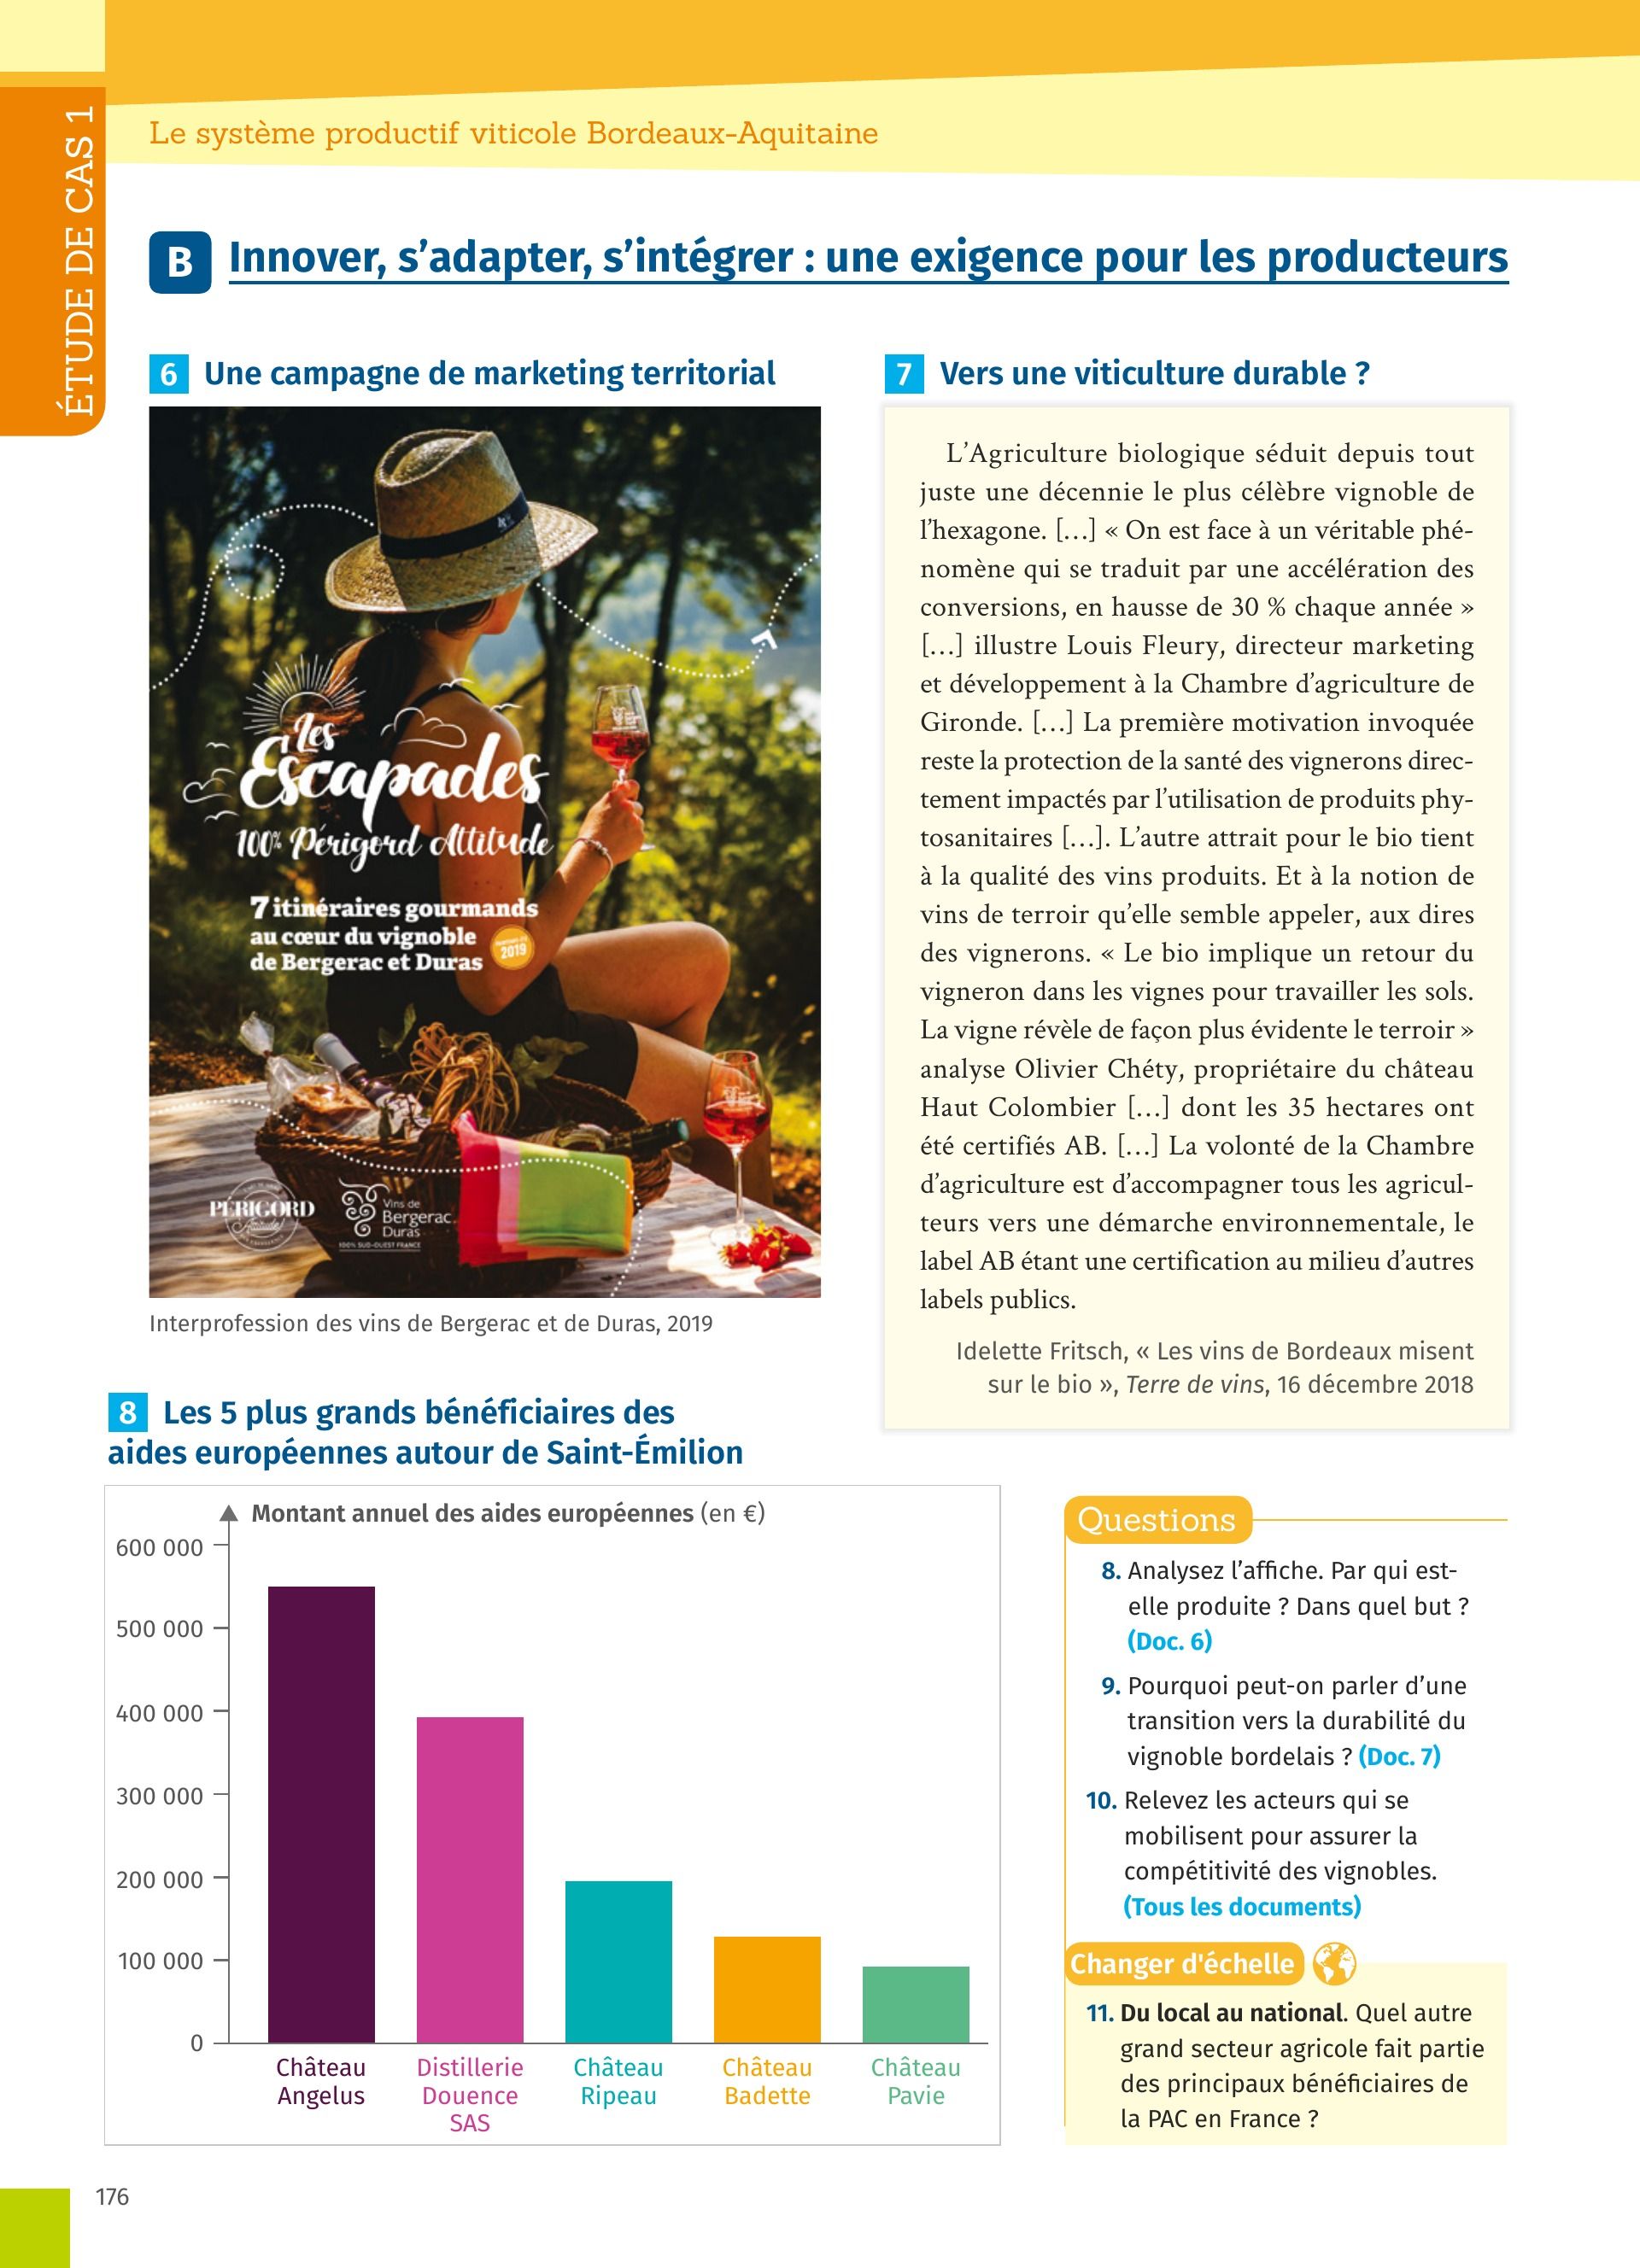 ÉTUDE DE CAS 1
Le système productif viticole Bordeaux-Aquitaine
B Innover, s’adapter, s’intégrer : une exigence pour les producteurs
6 Une campagne de marketing territorial
Les
Escapades
100% Périgord Attitude
7 itinéraires gourmands
au cœur du vignoble
de Bergerac et Duras
2019
PÉRIGORD
Vins de
Bergerac
Duras
100% SUD-OUEST FRANCE
Interprofession des vins de Bergerac et de Duras, 2019
7 Vers une viticulture durable ?
L’Agriculture biologique séduit depuis tout
juste une décennie le plus célèbre vignoble de
l’hexagone. […] « On est face à un véritable phé-
nomène qui se traduit par une accélération des
conversions, en hausse de 30 % chaque année »
[…] illustre Louis Fleury, directeur marketing
et développement à la Chambre d’agriculture de
Gironde. […] La première motivation invoquée
reste la protection de la santé des vignerons direc-
tement impactés par l’utilisation de produits phy-
tosanitaires […]. L’autre attrait pour le bio tient
à la qualité des vins produits. Et à la notion de
vins de terroir qu’elle semble appeler, aux dires
des vignerons. « Le bio implique un retour du
vigneron dans les vignes pour travailler les sols.
La vigne révèle de façon plus évidente le terroir »
analyse Olivier Chéty, propriétaire du château
Haut Colombier […] dont les 35 hectares ont
été certifiés AB. […] La volonté de la Chambre
d’agriculture est d’accompagner tous les agricul-
teurs vers une démarche environnementale, le
label AB étant une certification au milieu d’autres
labels publics.
Idelette Fritsch, « Les vins de Bordeaux misent
sur le bio », Terre de vins, 16 décembre 2018
8 Les 5 plus grands bénéficiaires des
aides européennes autour de Saint-Émilion
Montant annuel des aides européennes (en €)
600 000
500 000
400 000
300 000
200 000
100 000
0
Château
Angelus
Distillerie
Douence
SAS
Château
Ripeau
Château
Badette
Château
Pavie
Questions
8. Analysez l’affiche. Par qui est-
elle produite ? Dans quel but ?
(Doc. 6)
9. Pourquoi peut-on parler d’une
transition vers la durabilité du
vignoble bordelais ? (Doc. 7)
10. Relevez les acteurs qui se
mobilisent pour assurer la
compétitivité des vignobles.
(Tous les documents)
Changer d'échelle
11. Du local au national. Quel autre
grand secteur agricole fait partie
des principaux bénéficiaires de
la PAC en France ?
176